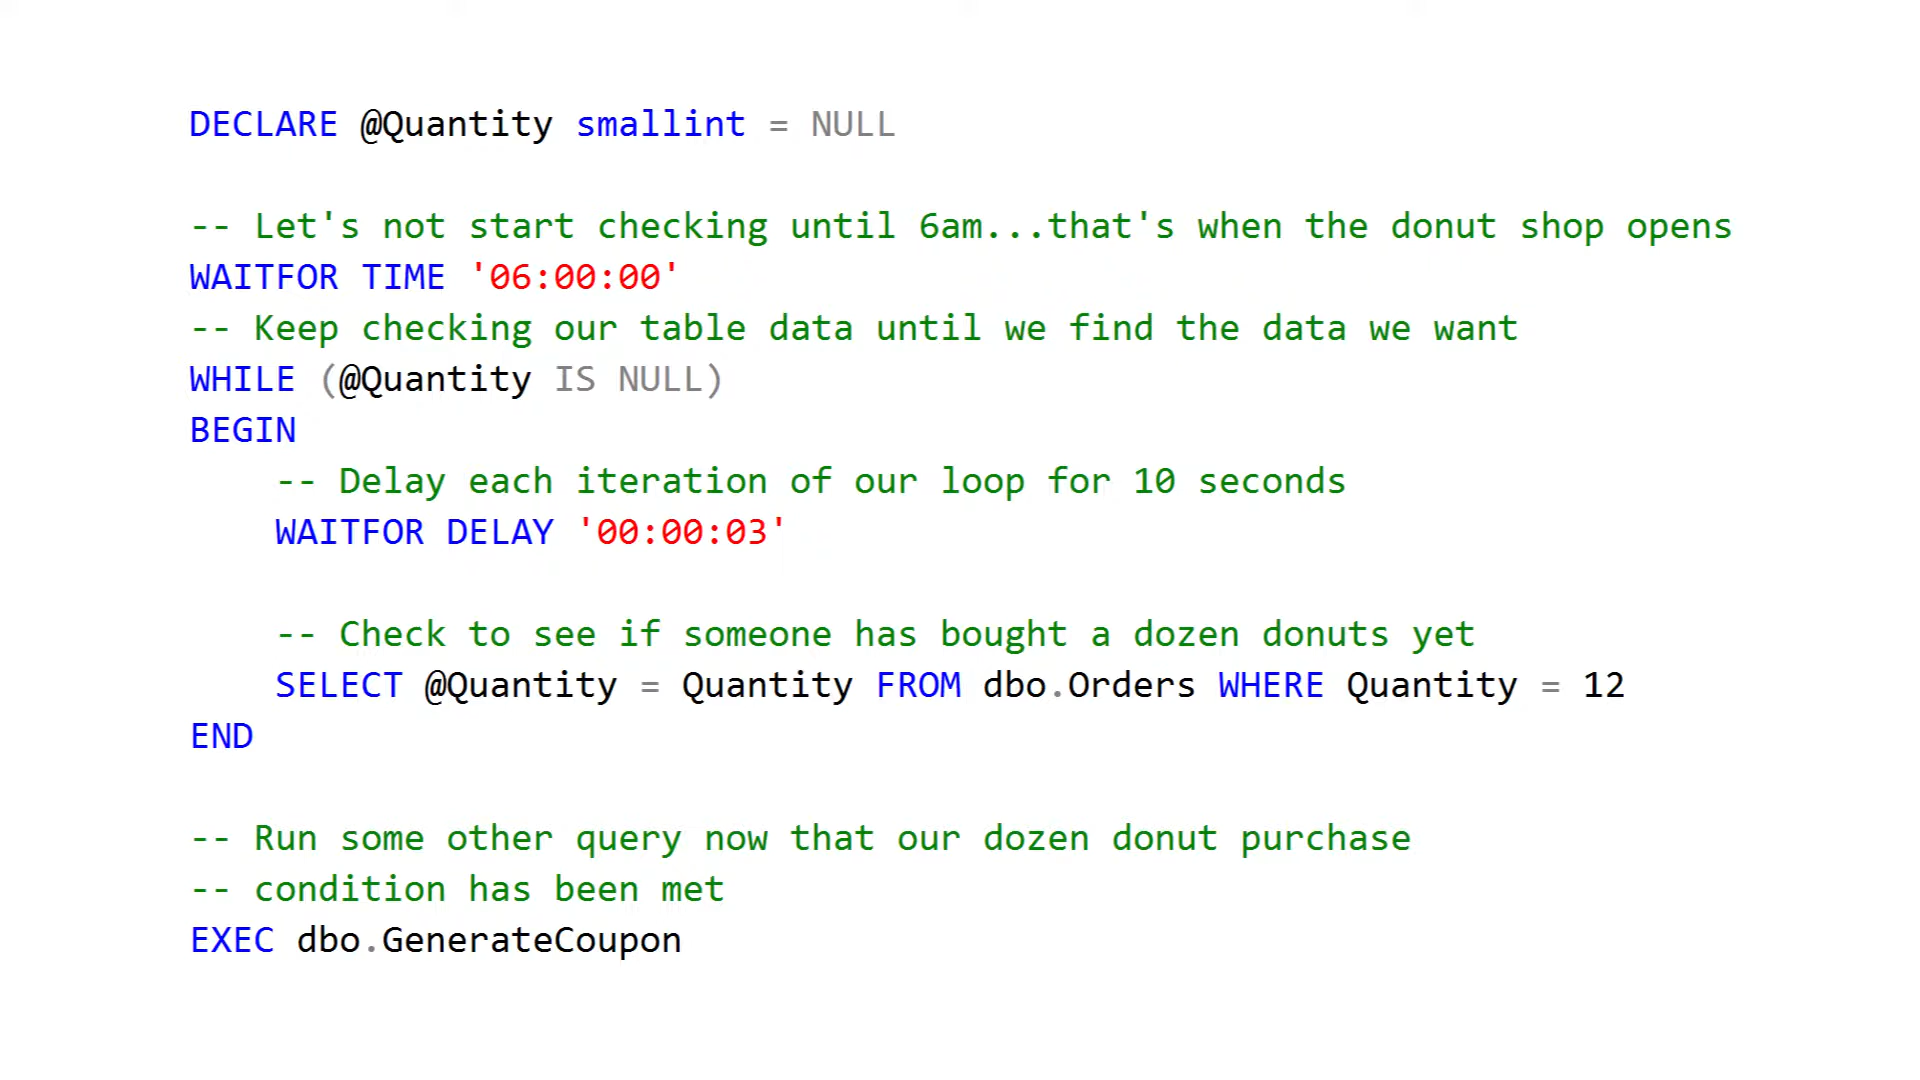 DECLARE @Quantity smallint = NULL
-- Let's not start checking until 6am...that's when the donut shop opens
WAITFOR TIME '06:00:00'
-- Keep checking our table data until we find the data we want
WHILE (@Quantity IS NULL)
BEGIN
-- Delay each iteration of our loop for 10 seconds
WAITFOR DELAY '00:00:03'
-- Check to see if someone has bought a dozen donuts yet
SELECT @Quantity = Quantity FROM dbo.Orders WHERE Quantity = 12
END
-- Run some other query now that our dozen donut purchase
-- condition has been met
EXEC dbo.GenerateCoupon